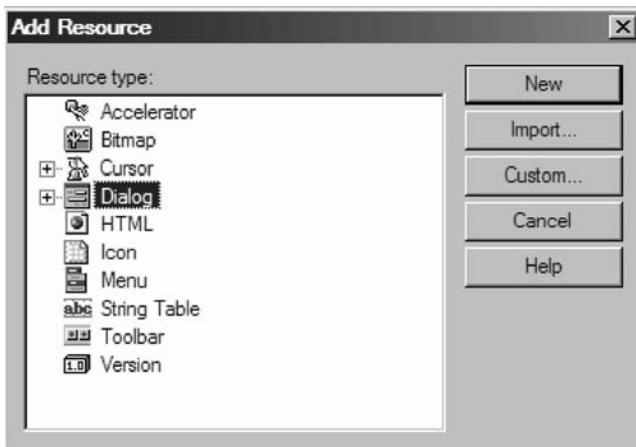 Add Resource
Resource type:
Accelerator
Bitmap
Cursor
Dialog
HTML
Icon
Menu
abc String Table
Toolbar
1.0 Version
New
Import...
Custom...
Cancel
Help